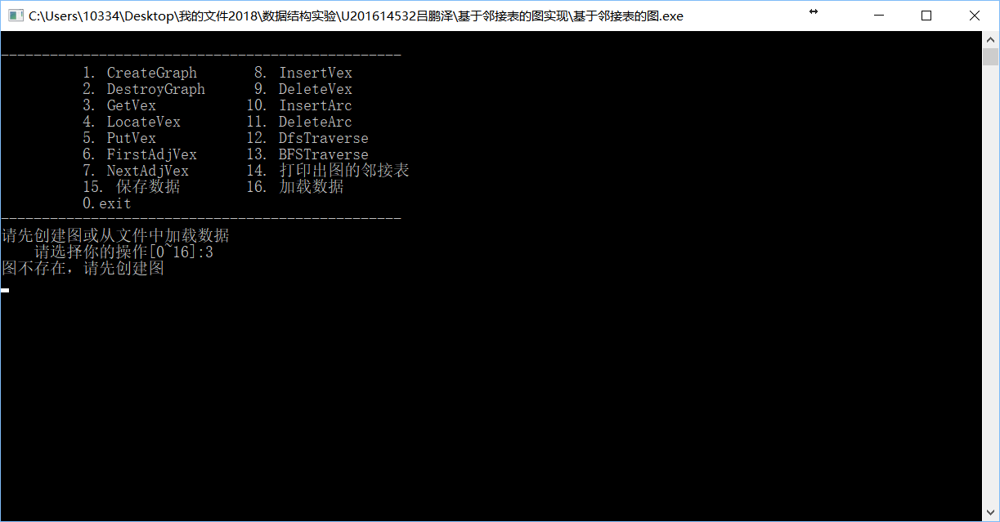 C:\Users\10334\Desktop\我的文件2018\数据结构实验\U201614532吕鹏泽\基于邻接表的图实现\基于邻接表的图.exe
-------------------------------------------------
1. CreateGraph 8. InsertVex
2. DestroyGraph 9. DeleteVex
3. GetVex 10. InsertArc
4. LocateVex 11. DeleteArc
5. PutVex 12. DfsTraverse
6. FirstAdjVex 13. BFSTraverse
7. NextAdjVex 14. 打印出图的邻接表
15. 保存数据 16. 加载数据
0.exit
-------------------------------------------------
请先创建图或从文件中加载数据
请选择你的操作[0~16]:3
图不存在，请先创建图